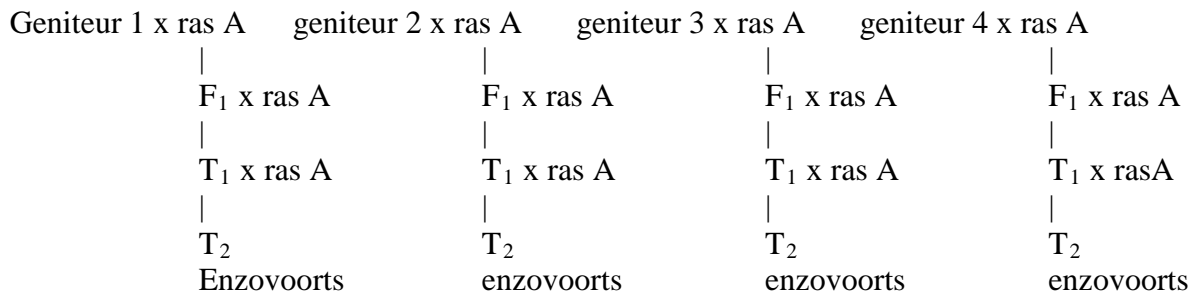 Geniteur 1 x ras A geniteur 2 x ras A geniteur 3 x ras A geniteur 4 x ras A
| | | |
F₁ x ras A F₁ x ras A F₁ x ras A F₁ x ras A
| | | |
T₁ x ras A T₁ x ras A T₁ x ras A T₁ x rasA
| | | |
T₂ T₂ T₂ T₂
Enzovoorts enzovoorts enzovoorts enzovoorts